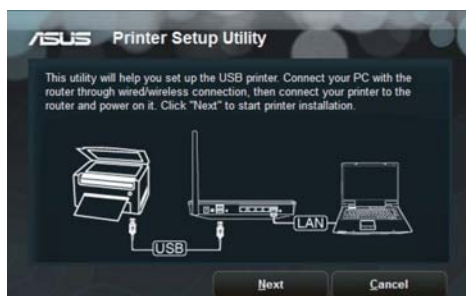 ASUS Printer Setup Utility
This utility will help you set up the USB printer. Connect your PC with the
router through wired/wireless connection, then connect your printer to the
router and power on it. Click "Next" to start printer installation.
USB
LAN
Next Cancel